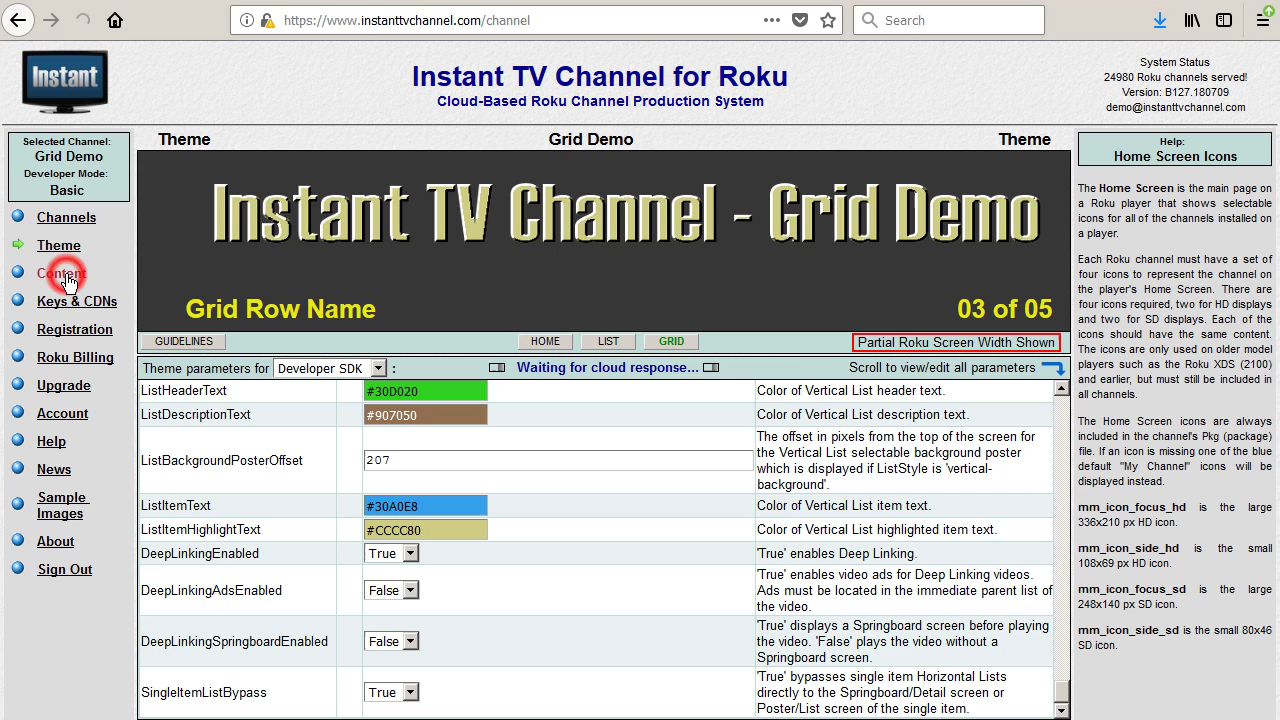 https://www.instanttvchannel.com/channel
Search
Instant
Instant TV Channel for Roku
Cloud-Based Roku Channel Production System
System Status
24980 Roku channels served!
Version: B127.180709
demo@instanttvchannel.com
Selected Channel:
Grid Demo
Developer Mode:
Basic
Channels
Theme
Content
Keys & CDNs
Registration
Roku Billing
Upgrade
Account
Help
News
Sample
Images
About
Sign Out
Theme Grid Demo Theme
Instant TV Channel - Grid Demo
Grid Row Name 03 of 05
GUIDELINES HOME LIST GRID Partial Roku Screen Width Shown
Theme parameters for Developer SDK : Waiting for cloud response... Scroll to view/edit all parameters
ListHeaderText #30D020 Color of Vertical List header text.
ListDescriptionText #907050 Color of Vertical List description text.
ListBackgroundPosterOffset 207 The offset in pixels from the top of the screen for
the Vertical List selectable background poster
which is displayed if ListStyle is 'vertical-
background'.
ListItemText #30A0E8 Color of Vertical List item text.
ListItemHighlightText #CCCC80 Color of Vertical List highlighted item text.
DeepLinkingEnabled True 'True' enables Deep Linking.
DeepLinkingAdsEnabled False 'True' enables video ads for Deep Linking videos.
Ads must be located in the immediate parent list of
the video.
DeepLinkingSpringboardEnabled False 'True' displays a Springboard screen before playing
the video. 'False' plays the video without a
Springboard screen.
SingleItemListBypass True 'True' bypasses single item Horizontal Lists
directly to the Springboard/Detail screen or
Poster/List screen of the single item.
Help:
Home Screen Icons
The Home Screen is the main page on
a Roku player that shows selectable
icons for all of the channels installed on
a player.
Each Roku channel must have a set of
four icons to represent the channel on
the player's Home Screen. There are
four icons required, two for HD displays
and two for SD displays. Each of the
icons should have the same content.
The icons are only used on older model
players such as the Roku XDS (2100)
and earlier, but must still be included in
all channels.
The Home Screen icons are always
included in the channel's Pkg (package)
file. If an icon is missing one of the blue
default "My Channel" icons will be
displayed instead.
mm_icon_focus_hd is the large
336x210 px HD icon.
mm_icon_side_hd is the small
108x69 px HD icon.
mm_icon_focus_sd is the large
248x140 px SD icon.
mm_icon_side_sd is the small 80x46
SD icon.